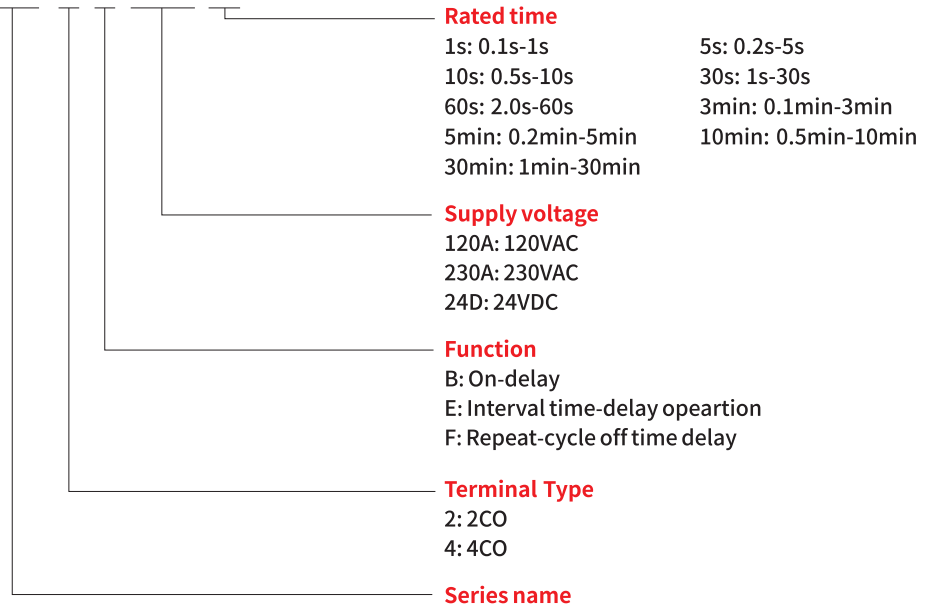 Rated time
1s: 0.1s-1s 5s: 0.2s-5s
10s: 0.5s-10s 30s: 1s-30s
60s: 2.0s-60s 3min: 0.1min-3min
5min: 0.2min-5min 10min: 0.5min-10min
30min: 1min-30min
Supply voltage
120A: 120VAC
230A: 230VAC
24D: 24VDC
Function
B: On-delay
E: Interval time-delay opeartion
F: Repeat-cycle off time delay
Terminal Type
2: 2CO
4: 4CO
Series name